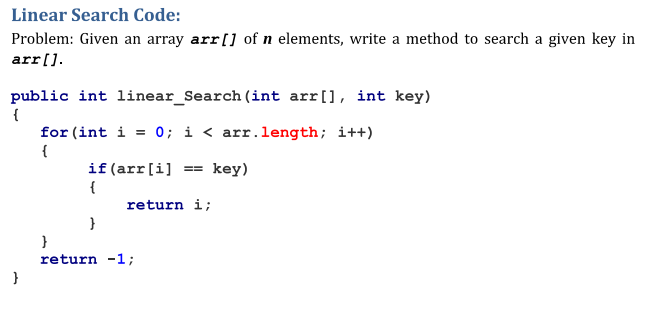 Linear Search Code:
Problem: Given an array arr[] of n elements, write a method to search a given key in
arr[].
public int linear_Search(int arr[], int key)
{
for(int i = 0; i < arr.length; i++)
{
if(arr[i] == key)
{
return i;
}
}
return -1;
}